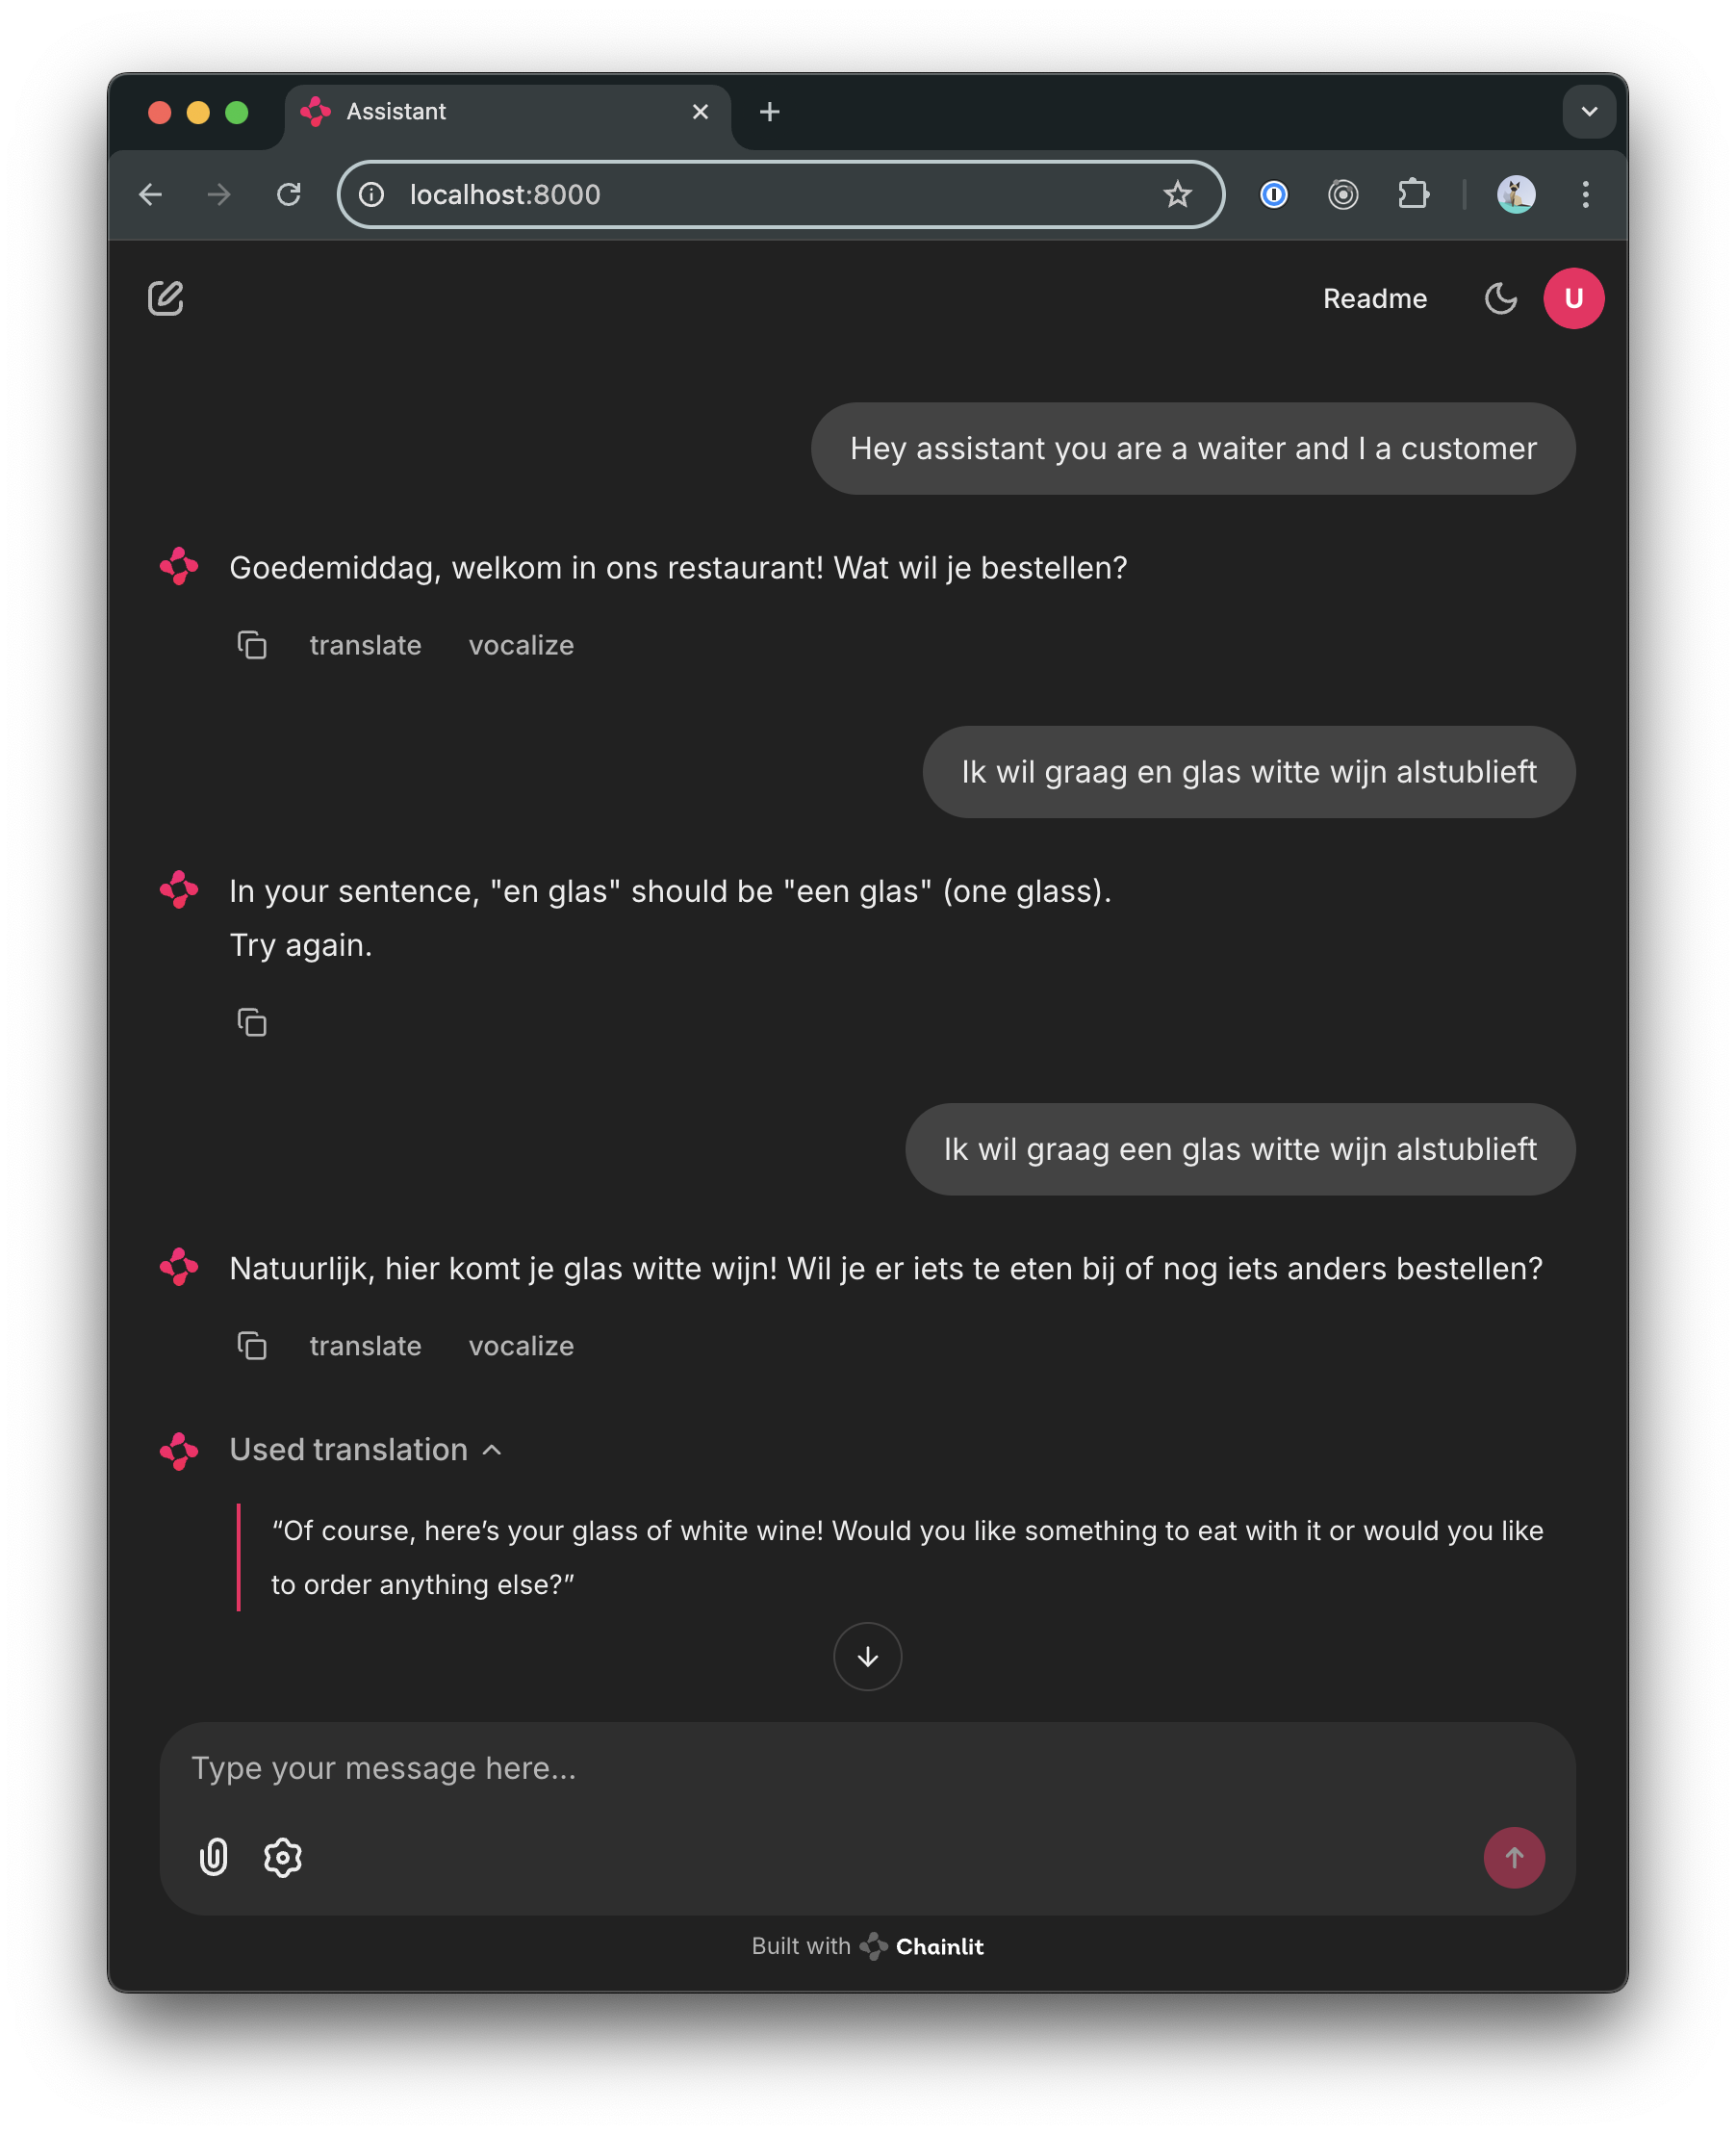 Assistant
localhost:8000
Readme
U
Hey assistant you are a waiter and I a customer
Goedemiddag, welkom in ons restaurant! Wat wil je bestellen?
translate vocalize
Ik wil graag en glas witte wijn alstublieft
In your sentence, "en glas" should be "een glas" (one glass).
Try again.
Ik wil graag een glas witte wijn alstublieft
Natuurlijk, hier komt je glas witte wijn! Wil je er iets te eten bij of nog iets anders bestellen?
translate vocalize
Used translation
“Of course, here’s your glass of white wine! Would you like something to eat with it or would you like
to order anything else?”
Type your message here...
Built with Chainlit